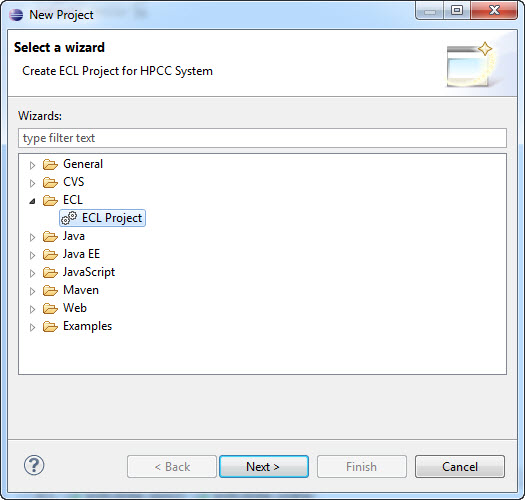 New Project
Select a wizard
Create ECL Project for HPCC System
Wizards:
type filter text
General
CVS
ECL
ECL Project
Java
Java EE
JavaScript
Maven
Web
Examples
?
< Back Next > Finish Cancel